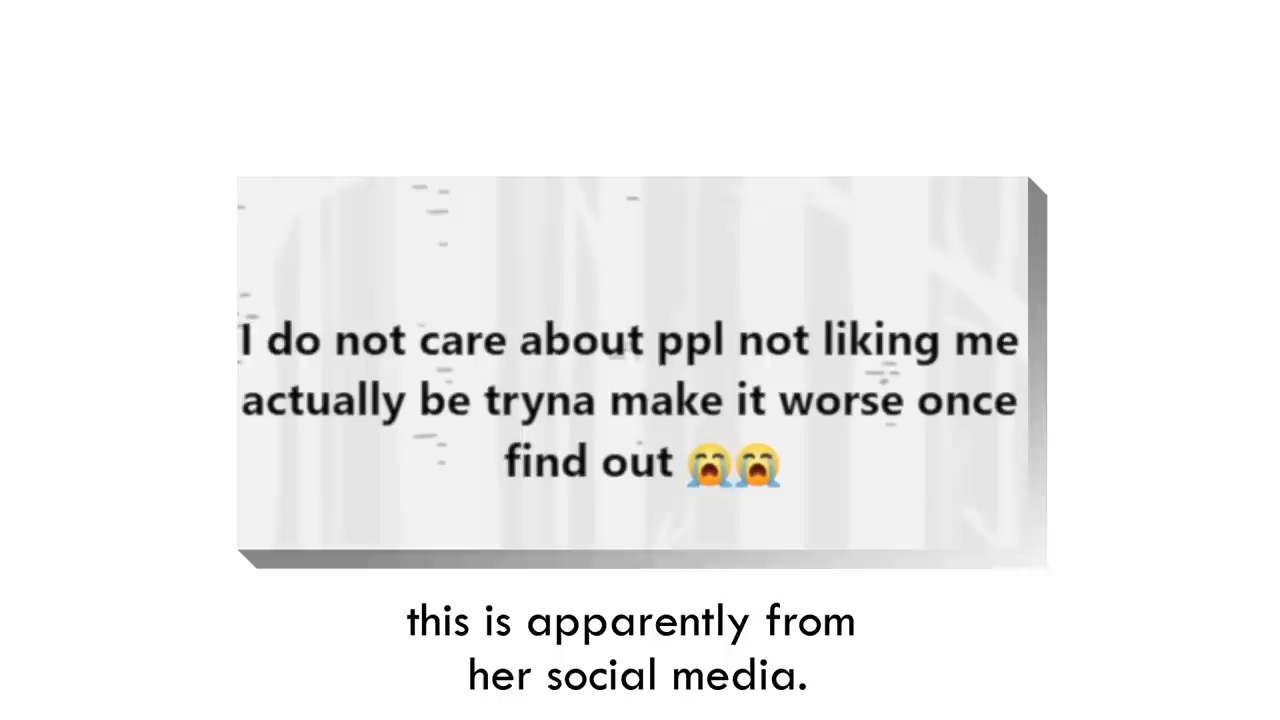 I do not care about ppl not liking me
actually be tryna make it worse once
find out 😭😭
this is apparently from
her social media.